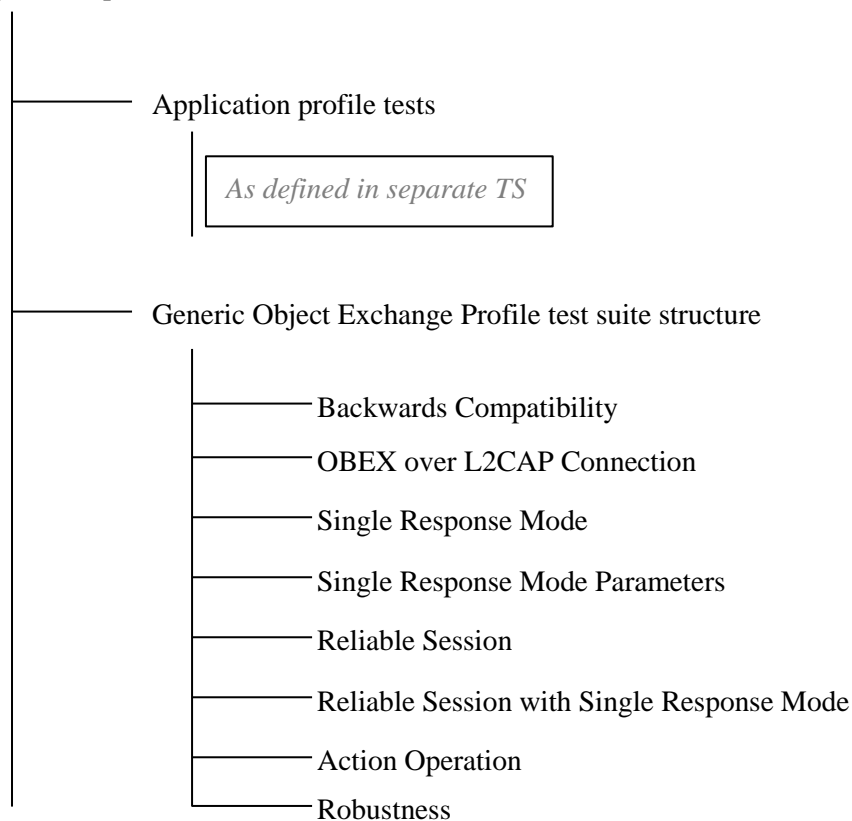 Application profile tests
As defined in separate TS
Generic Object Exchange Profile test suite structure
Backwards Compatibility
OBEX over L2CAP Connection
Single Response Mode
Single Response Mode Parameters
Reliable Session
Reliable Session with Single Response Mode
Action Operation
Robustness